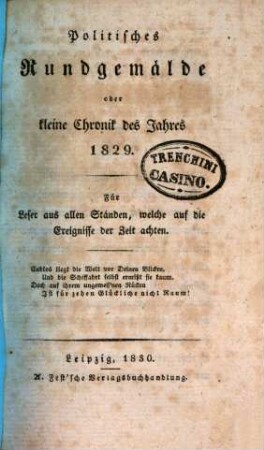 Politisches
Rundgemälde
oder
kleine Chronik des Jahres
1829.
TRENCHINI
CASINO.
Für
Leser aus allen Ständen, welche auf die
Ereignisse der Zeit achten.
Endlos liegt die Welt vor Deinen Blicken,
Und die Schiffahrt selbst ermißt sie kaum,
Doch auf ihrem ungemess'nen Rücken
Ist für zehen Glückliche nicht Raum!
Leipzig, 1830.
A. Fest'sche Verlagsbuchhandlung.